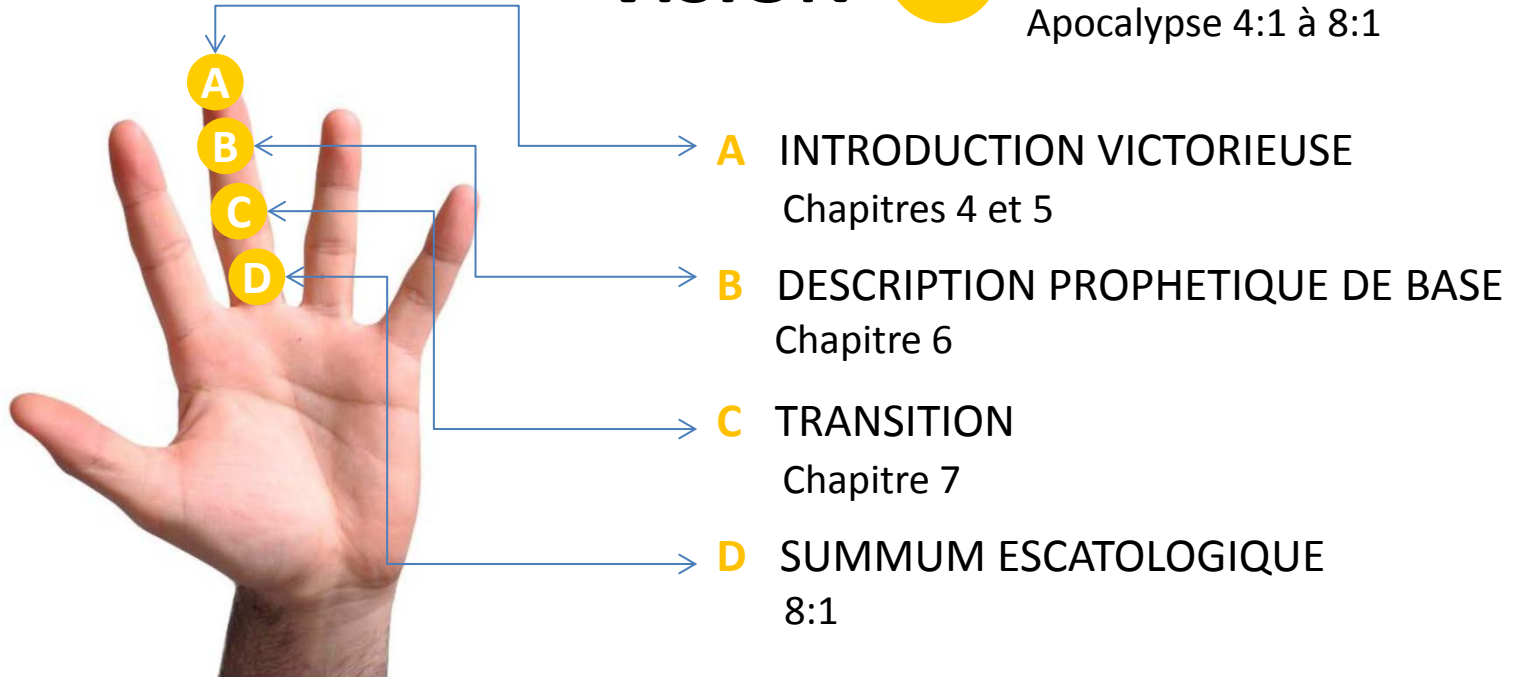 Apocalypse 4:1 à 8:1
A
B
C
D
A INTRODUCTION VICTORIEUSE
Chapitres 4 et 5
B DESCRIPTION PROPHETIQUE DE BASE
Chapitre 6
C TRANSITION
Chapitre 7
D SUMMUM ESCATOLOGIQUE
8:1